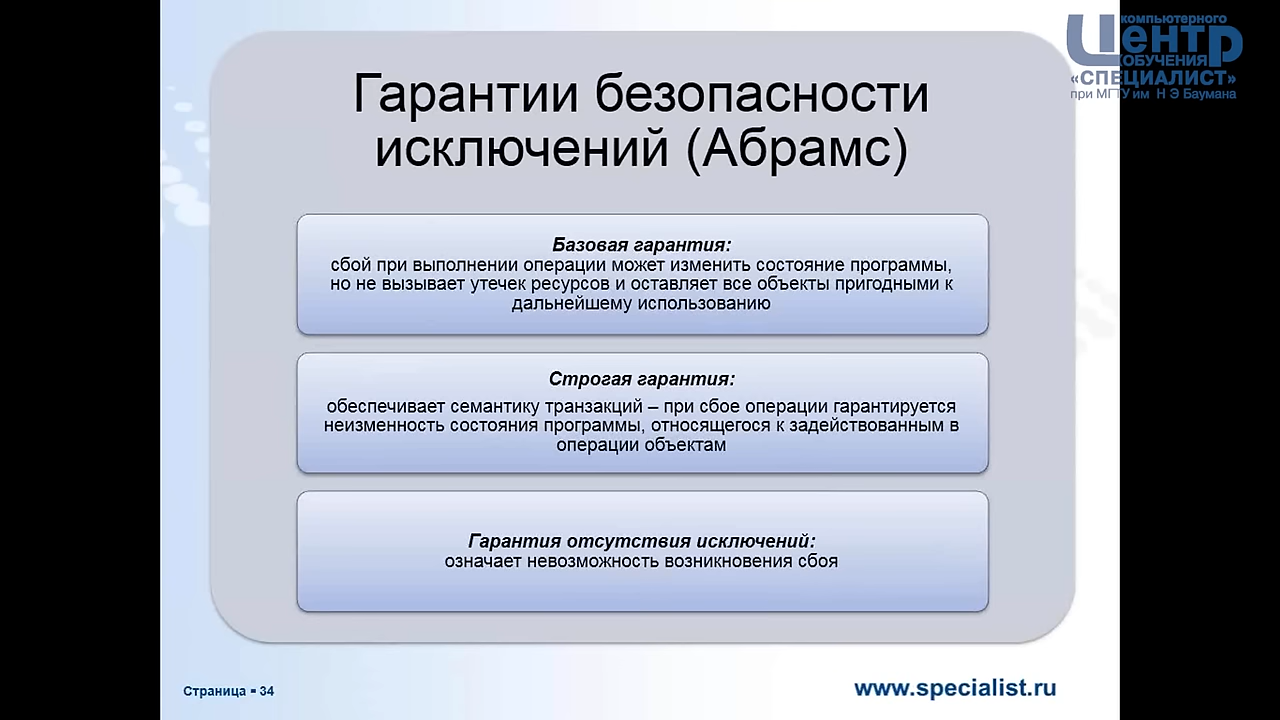 компьютерного
Центр
ОБУЧЕНИЯ
«СПЕЦИАЛИСТ»
при МГТУ им Н Э Баумана
Гарантии безопасности
исключений (Абрамс)
Базовая гарантия:
сбой при выполнении операции может изменить состояние программы,
но не вызывает утечек ресурсов и оставляет все объекты пригодными к
дальнейшему использованию
Строгая гарантия:
обеспечивает семантику транзакций – при сбое операции гарантируется
неизменность состояния программы, относящегося к задействованным в
операции объектам
Гарантия отсутствия исключений:
означает невозможность возникновения сбоя
Страница ▪ 34
www.specialist.ru